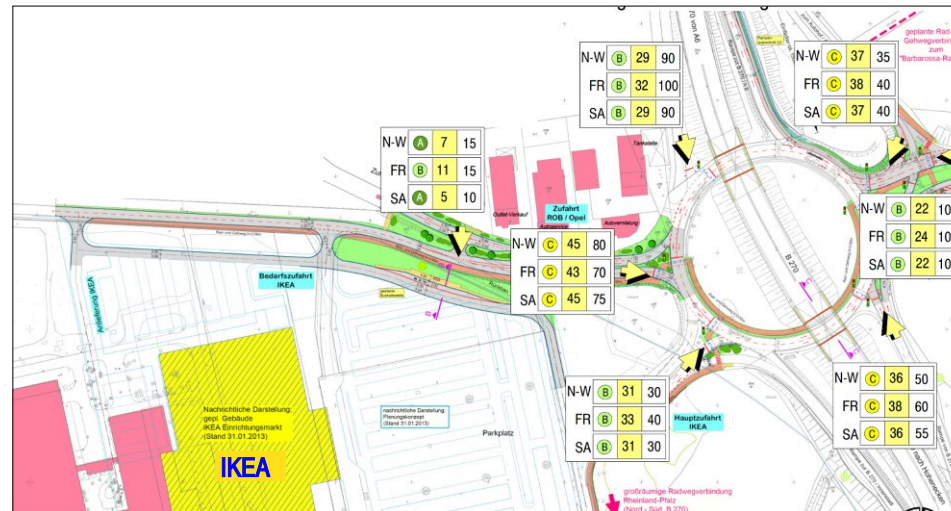 N-W B 29 90
FR B 32 100
SA B 29 90
N-W C 37 35
FR C 38 40
SA C 37 40
geplante Rad-
Gehwegverbin
zum
"Barbarossa-Ra
N-W A 7 15
FR B 11 15
SA A 5 10
Tankstelle
Outlet-Verkauf
Autoservice
Autovermietung
Zufahrt
ROB / Opel
N-W C 45 80
FR C 43 70
SA C 45 75
N-W B 22 10
FR B 24 10
SA B 22 10
B 270
Anlieferung IKEA
Bedarfszufahrt
IKEA
Rückbau
Nachrichtliche Darstellung:
gepl. Gebäude
IKEA Einrichtungsmarkt
(Stand 31.01.2013)
IKEA
nachrichtliche Darstellung:
Planungskonzept
(Stand 31.01.2013)
Parkplatz
N-W B 31 30
FR B 33 40
SA B 31 30
Hauptzufahrt
IKEA
N-W C 36 50
FR C 38 60
SA C 36 55
großräumige Radwegverbindung
Rheinland-Pfalz
(Nord - Süd, B 270)
nach Hohenecken